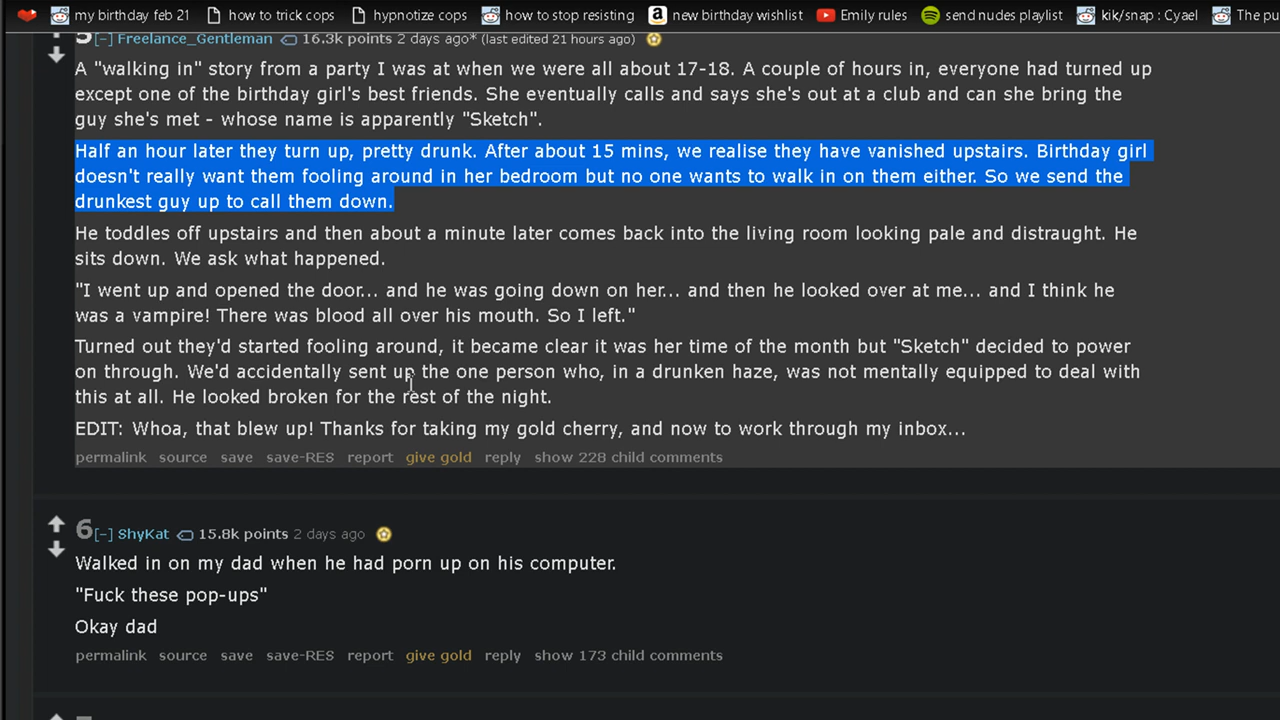 my birthday feb 21 how to trick cops hypnotize cops how to stop resisting new birthday wishlist Emily rules send nudes playlist kik/snap : Cyael The pu
5 [-] Freelance_Gentleman 16.3k points 2 days ago* (last edited 21 hours ago)
A "walking in" story from a party I was at when we were all about 17-18. A couple of hours in, everyone had turned up
except one of the birthday girl's best friends. She eventually calls and says she's out at a club and can she bring the
guy she's met - whose name is apparently "Sketch".
Half an hour later they turn up, pretty drunk. After about 15 mins, we realise they have vanished upstairs. Birthday girl
doesn't really want them fooling around in her bedroom but no one wants to walk in on them either. So we send the
drunkest guy up to call them down.
He toddles off upstairs and then about a minute later comes back into the living room looking pale and distraught. He
sits down. We ask what happened.
"I went up and opened the door... and he was going down on her... and then he looked over at me... and I think he
was a vampire! There was blood all over his mouth. So I left."
Turned out they'd started fooling around, it became clear it was her time of the month but "Sketch" decided to power
on through. We'd accidentally sent up the one person who, in a drunken haze, was not mentally equipped to deal with
this at all. He looked broken for the rest of the night.
EDIT: Whoa, that blew up! Thanks for taking my gold cherry, and now to work through my inbox...
permalink source save save-RES report give gold reply show 228 child comments
6 [-] ShyKat 15.8k points 2 days ago
Walked in on my dad when he had porn up on his computer.
"Fuck these pop-ups"
Okay dad
permalink source save save-RES report give gold reply show 173 child comments